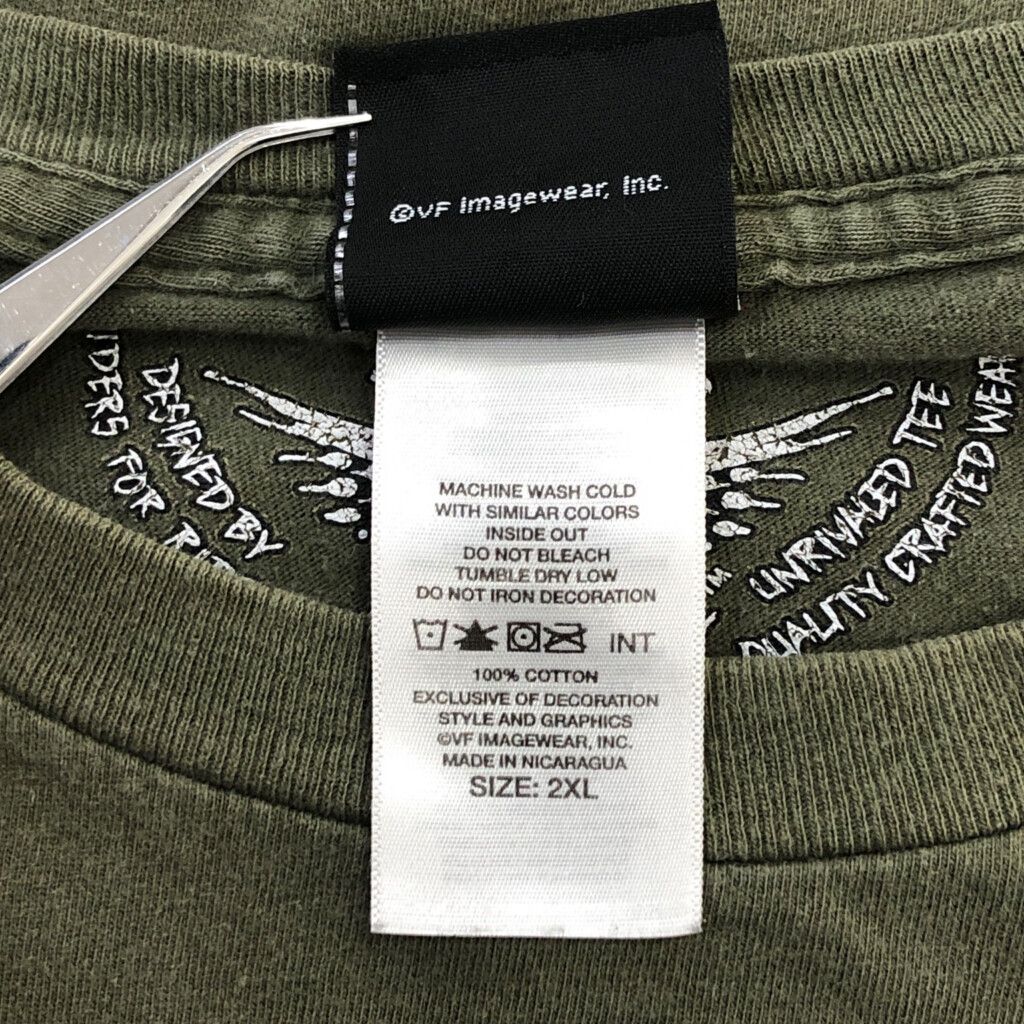 ©VF Imagewear, Inc.
DESIGNED BY
FOR
UNRIVALED TEE
QUALITY CRAFTED
MACHINE WASH COLD
WITH SIMILAR COLORS
INSIDE OUT
DO NOT BLEACH
TUMBLE DRY LOW
DO NOT IRON DECORATION
INT
100% COTTON
EXCLUSIVE OF DECORATION
STYLE AND GRAPHICS
©VF IMAGEWEAR, INC.
MADE IN NICARAGUA
SIZE: 2XL